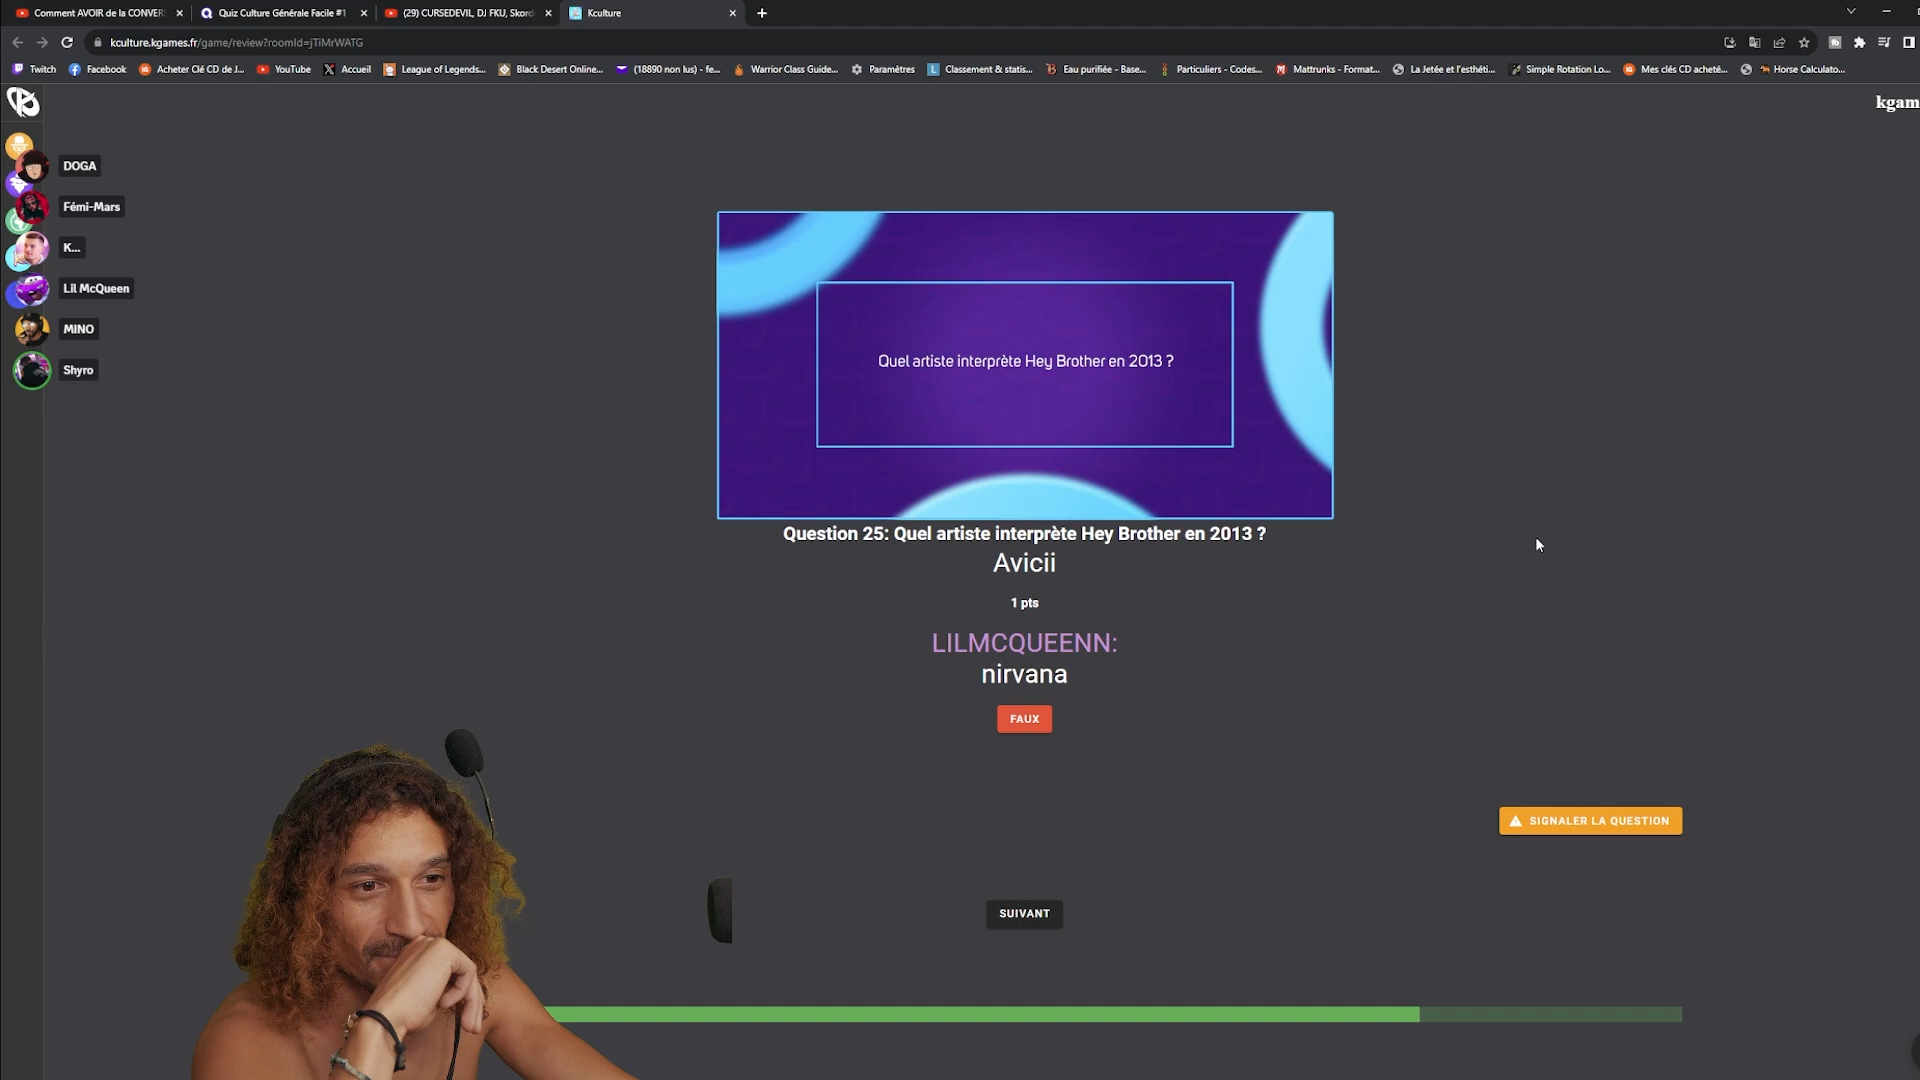 Comment AVOIR de la CONVER
Quiz Culture Générale Facile #1
(29) CURSEDEVIL, DJ FKU, Skord
Kculture
kculture.kgames.fr/game/review?roomId=jTiMrWATG
Twitch
Facebook
Acheter Clé CD de J...
YouTube
Accueil
League of Legends...
Black Desert Online...
(18890 non lus) - fe...
Warrior Class Guide...
Paramètres
Classement & statis...
Eau purifiée - Base...
Particuliers - Codes...
Mattrunks - Format...
La Jetée et l'esthéti...
Simple Rotation Lo...
Mes clés CD acheté...
Horse Calculato...
kgam
DOGA
Fémi-Mars
K...
Lil McQueen
MINO
Shyro
Quel artiste interprète Hey Brother en 2013 ?
Question 25: Quel artiste interprète Hey Brother en 2013 ?
Avicii
1 pts
LILMCQUEENN:
nirvana
FAUX
SIGNALER LA QUESTION
SUIVANT